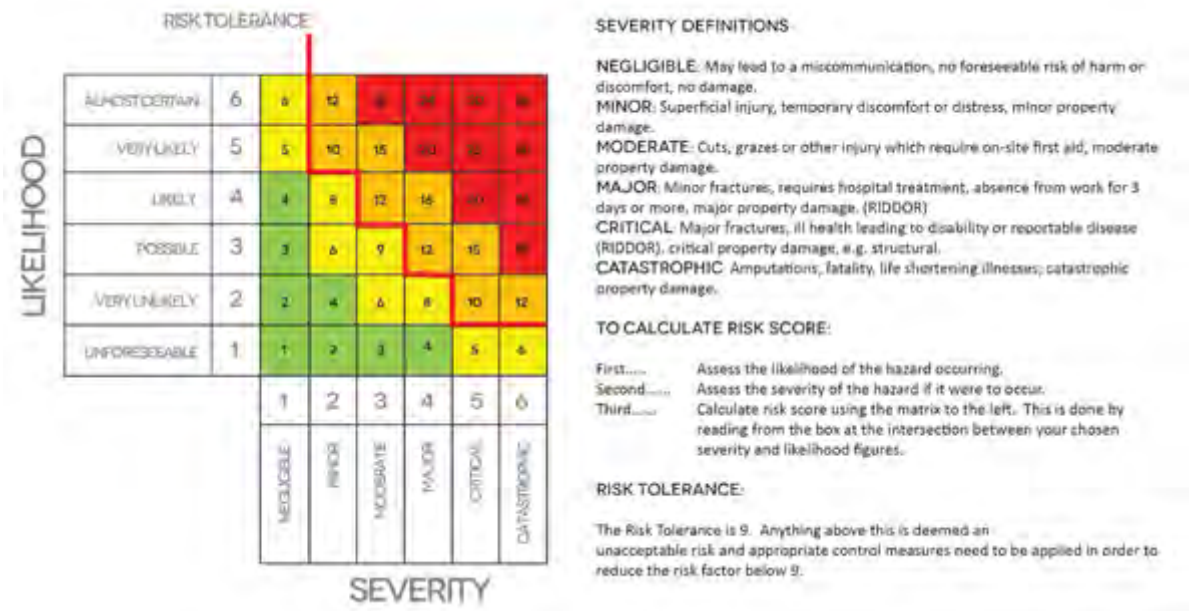 RISK TOLERANCE
LIKELIHOOD
ALMOST CERTAIN 6 6 12
VERY LIKELY 5 5 10 15
LIKELY 4 4 8 12 16
POSSIBLE 3 3 6 9 12 15
VERY UNLIKELY 2 2 4 6 8 10 12
UNFORESEEABLE 1 1 2 3 4 5 6
1 2 3 4 5 6
NEGLIGIBLE MINOR MODERATE MAJOR CRITICAL CATASTROPHIC
SEVERITY
SEVERITY DEFINITIONS
NEGLIGIBLE: May lead to a miscommunication, no foreseeable risk of harm or
discomfort, no damage.
MINOR: Superficial injury, temporary discomfort or distress, minor property
damage.
MODERATE: Cuts, grazes or other injury which require on-site first aid, moderate
property damage.
MAJOR: Minor fractures, requires hospital treatment, absence from work for 3
days or more, major property damage. (RIDDOR)
CRITICAL: Major fractures, ill health leading to disability or reportable disease
(RIDDOR), critical property damage, e.g. structural.
CATASTROPHIC: Amputations, fatality, life shortening illnesses, catastrophic
property damage.
TO CALCULATE RISK SCORE:
First...... Assess the likelihood of the hazard occurring.
Second....... Assess the severity of the hazard if it were to occur.
Third....... Calculate risk score using the matrix to the left. This is done by
reading from the box at the intersection between your chosen
severity and likelihood figures.
RISK TOLERANCE:
The Risk Tolerance is 9. Anything above this is deemed an
unacceptable risk and appropriate control measures need to be applied in order to
reduce the risk factor below 9.